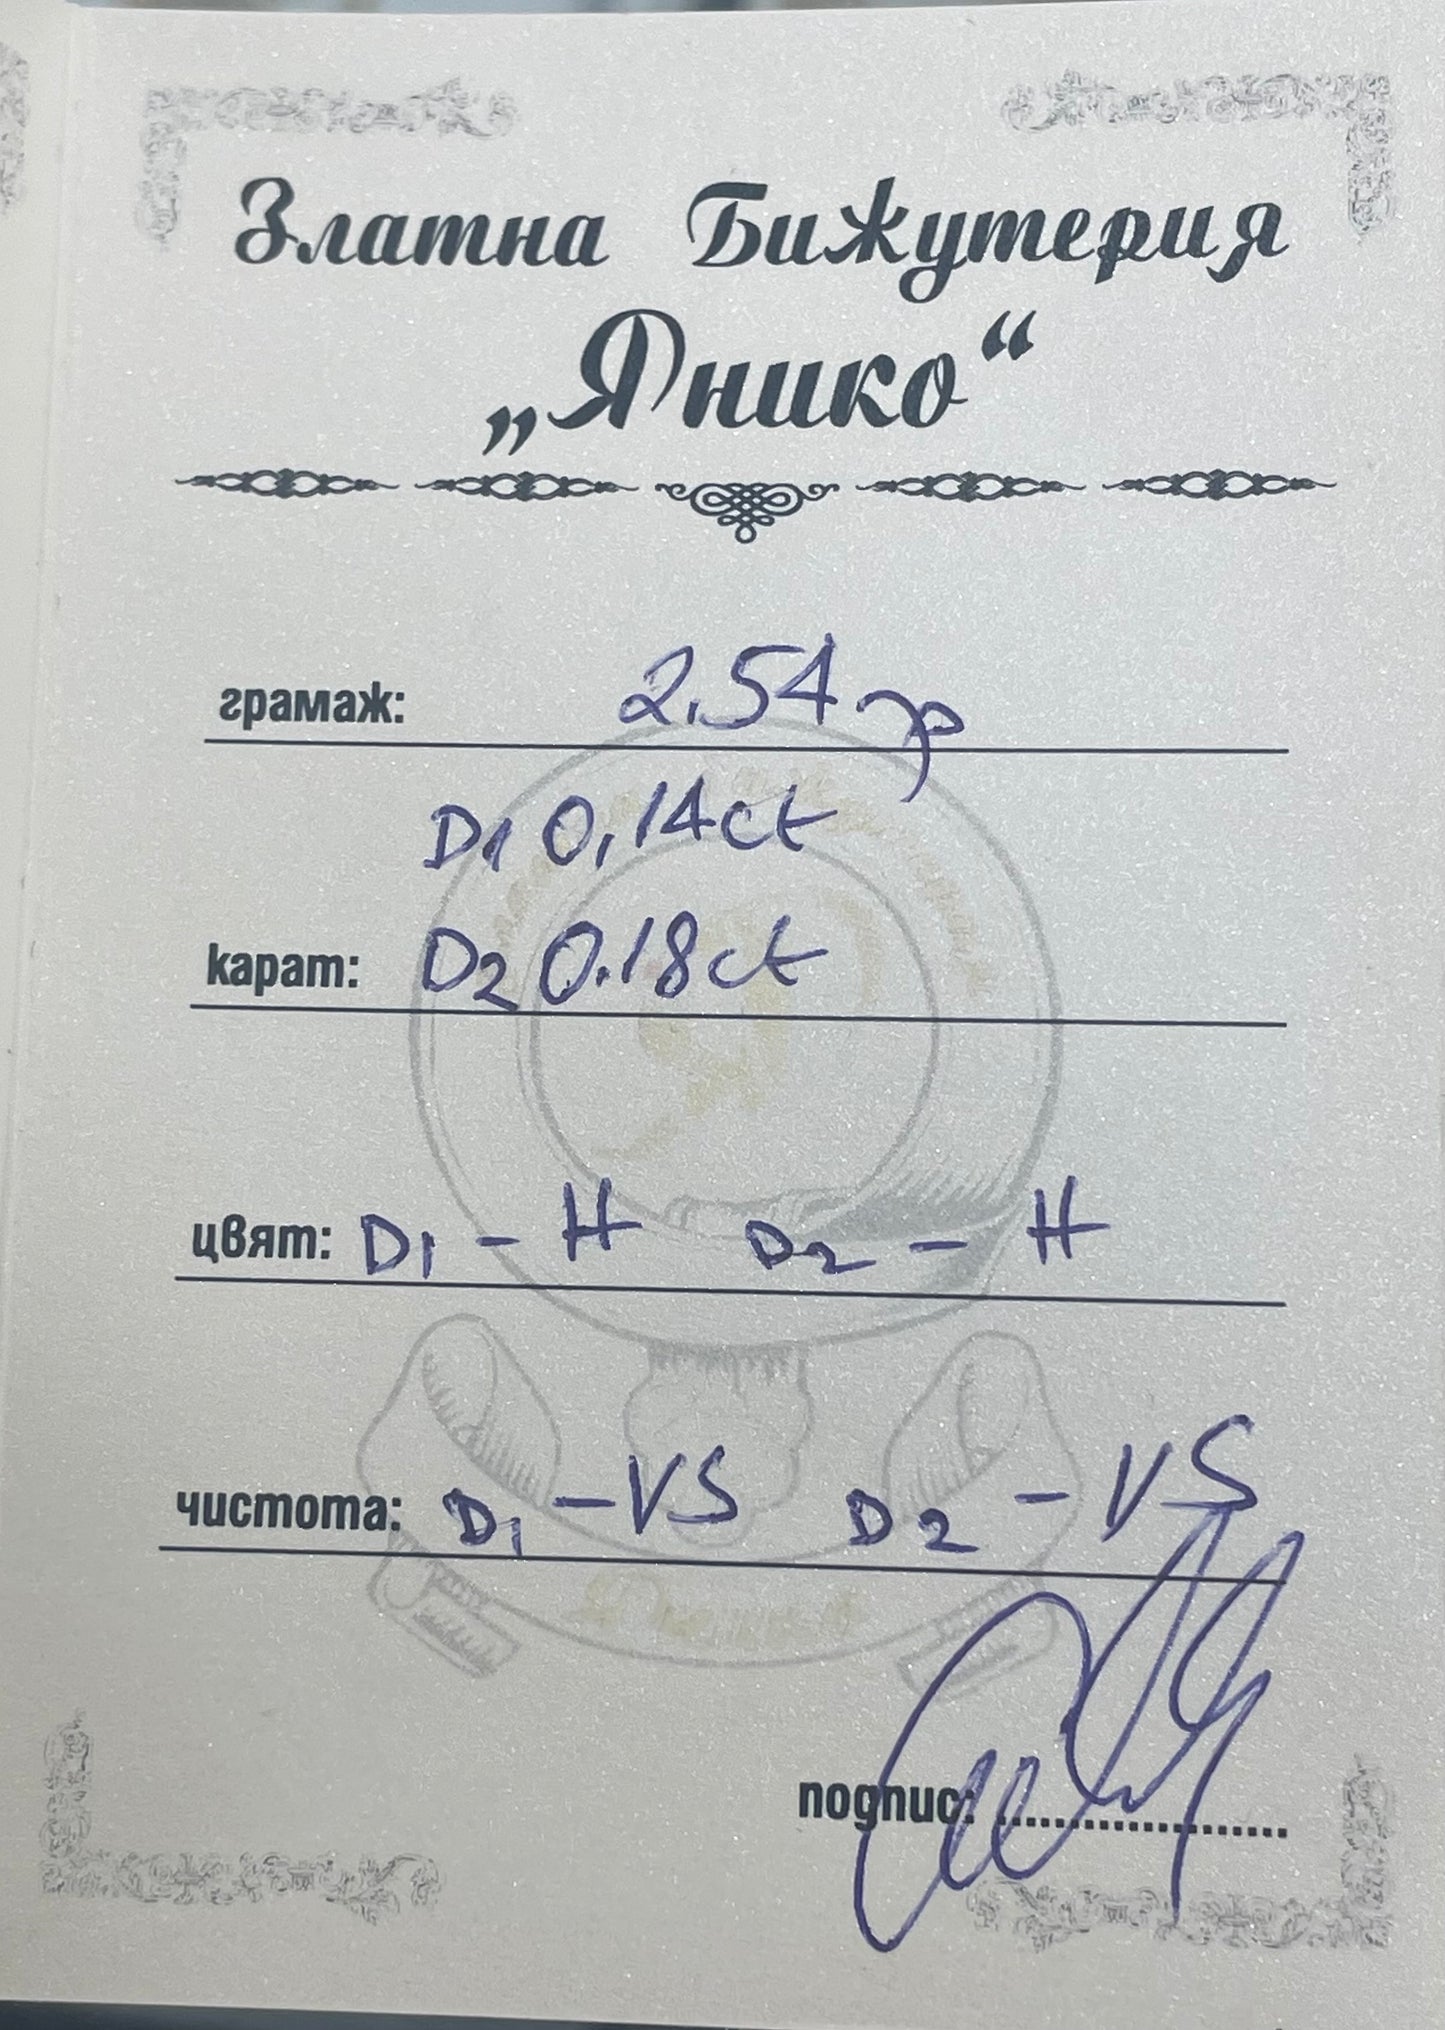 Златна Бижутерия
„Янико“
грамаж: 2.54 гр
D1 0,14ct
карат: D2 0.18ct
цвят: D1 - H D2 - H
чистота: D1 - VS D2 - VS
подпис: ........................